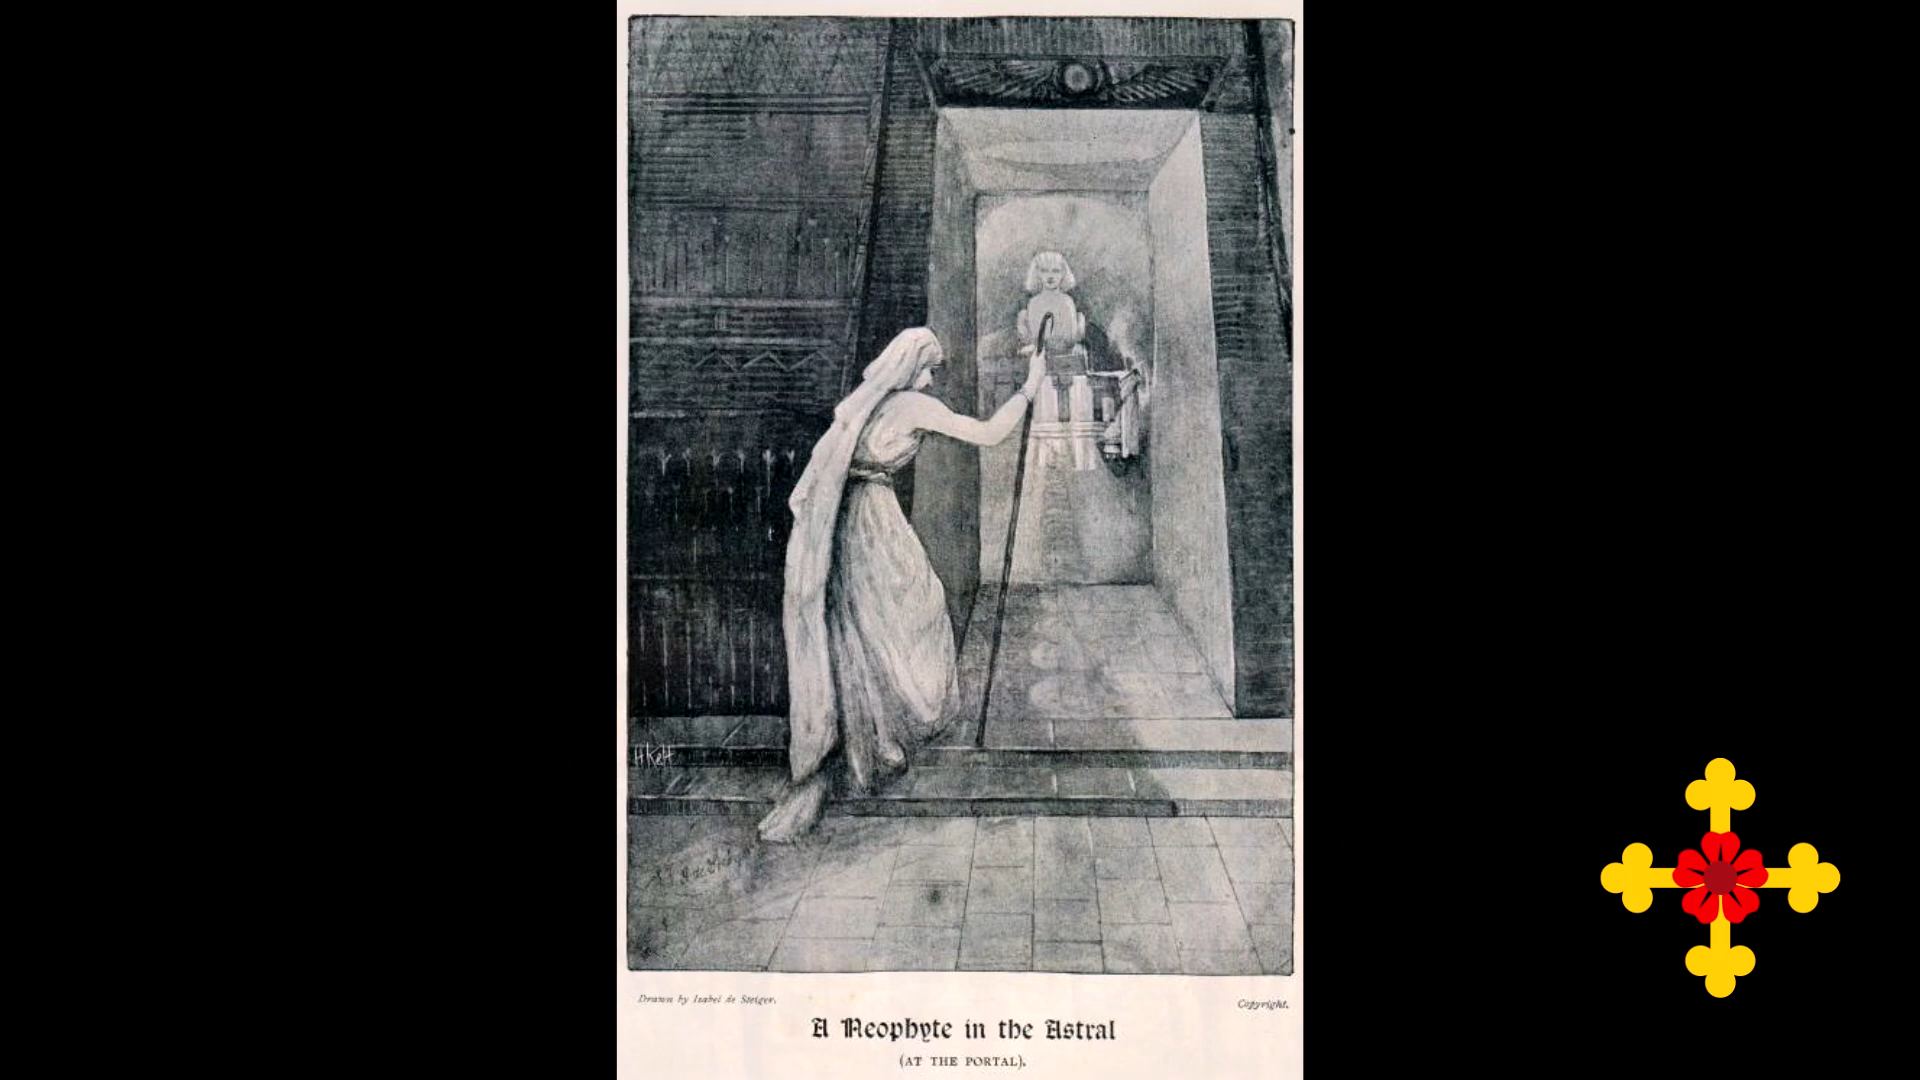 Drawn by Isabel de Steiger.
Copyright.
A Neophyte in the Astral
(AT THE PORTAL).